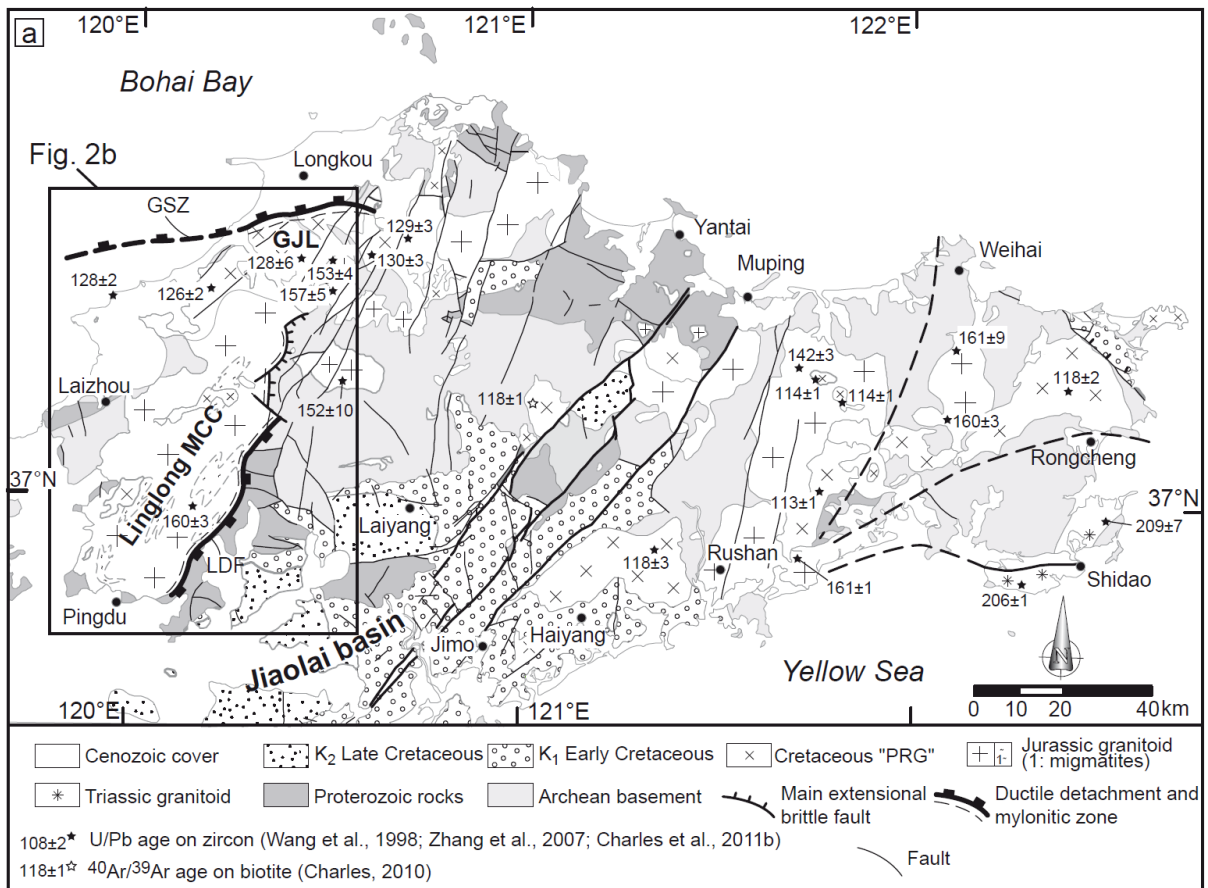 120°E
121°E
122°E
a
Bohai Bay
Fig. 2b
Longkou
GSZ
Yantai
Weihai
GJL
129±3
Muping
128±6
153±4
130±3
128±2
126±2
157±5
161±9
142±3
118±2
Laizhou
114±1
114±1
118±1
152±10
160±3
Rongcheng
37°N
Linglong MCC
37°N
113±1
Laiyang
160±3
209±7
118±3
Rushan
LDF
161±1
Shidao
206±1
Pingdu
Haiyang
Jimo
Jiaolai basin
N
Yellow Sea
0 10 20 40km
120°E
121°E
Cenozoic cover
K2 Late Cretaceous
K1 Early Cretaceous
Cretaceous "PRG"
1-
Jurassic granitoid
(1: migmatites)
Triassic granitoid
Proterozoic rocks
Archean basement
Main extensional
brittle fault
Ductile detachment and
mylonitic zone
108±2 U/Pb age on zircon (Wang et al., 1998; Zhang et al., 2007; Charles et al., 2011b)
118±1 40Ar/39Ar age on biotite (Charles, 2010)
Fault